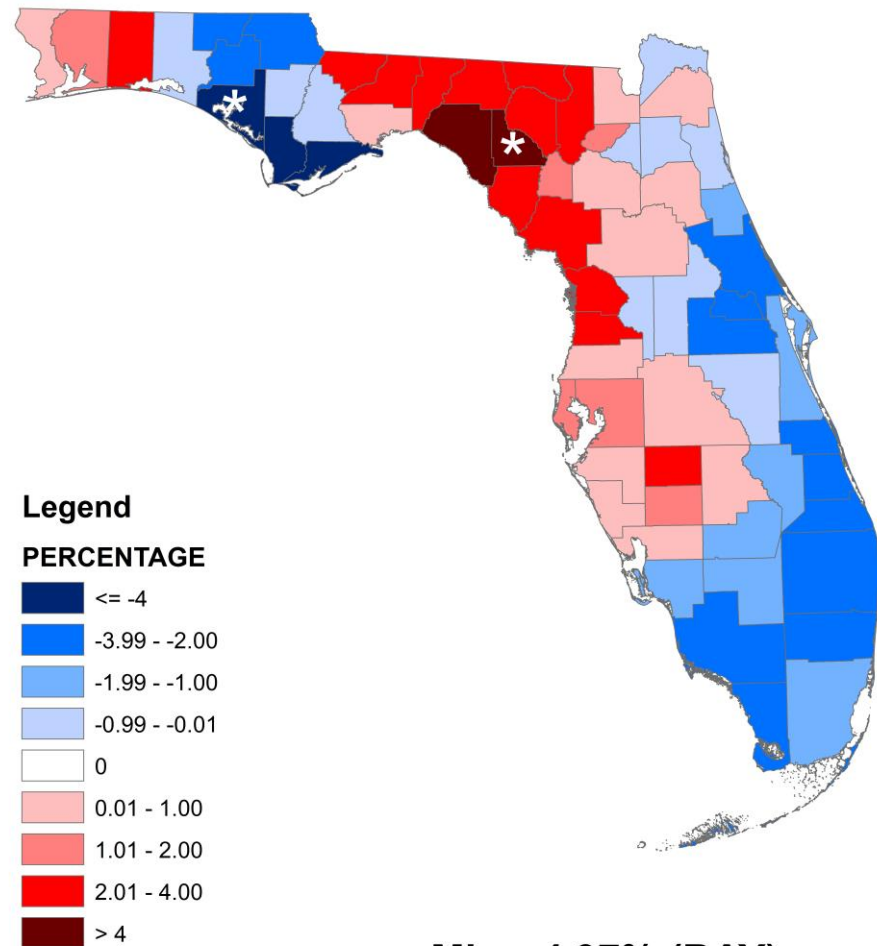 *
*
Legend
PERCENTAGE
<= -4
-3.99 - -2.00
-1.99 - -1.00
-0.99 - -0.01
0
0.01 - 1.00
1.01 - 2.00
2.01 - 4.00
> 4